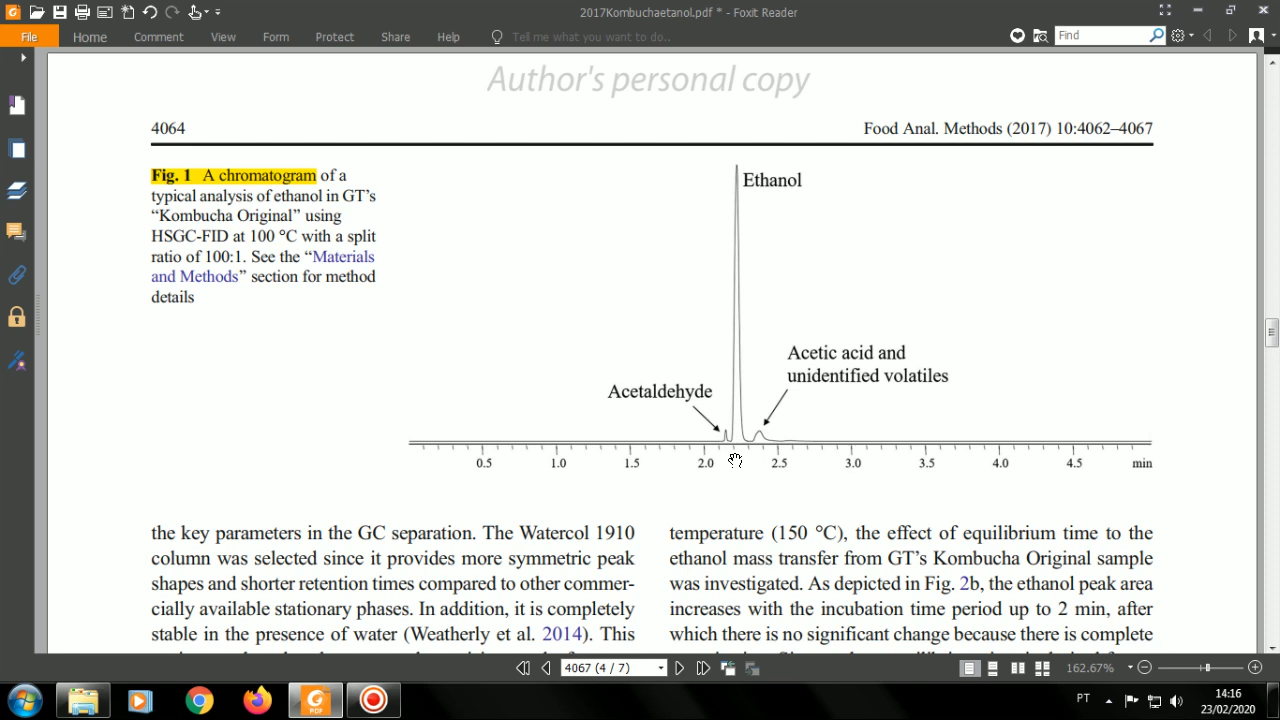 2017Kombuchaetanol.pdf * - Foxit Reader
File Home Comment View Form Protect Share Help Tell me what you want to do.. Find
Author's personal copy
4064 Food Anal. Methods (2017) 10:4062–4067
Fig. 1 A chromatogram of a
typical analysis of ethanol in GT's
“Kombucha Original” using
HSGC-FID at 100 °C with a split
ratio of 100:1. See the “Materials
and Methods” section for method
details
Ethanol
Acetic acid and
unidentified volatiles
Acetaldehyde
0.5 1.0 1.5 2.0 2.5 3.0 3.5 4.0 4.5 min
the key parameters in the GC separation. The Watercol 1910
column was selected since it provides more symmetric peak
shapes and shorter retention times compared to other commer-
cially available stationary phases. In addition, it is completely
stable in the presence of water (Weatherly et al. 2014). This
temperature (150 °C), the effect of equilibrium time to the
ethanol mass transfer from GT's Kombucha Original sample
was investigated. As depicted in Fig. 2b, the ethanol peak area
increases with the incubation time period up to 2 min, after
which there is no significant change because there is complete
4067 (4 / 7) 162.67%
PT 14:16
23/02/2020